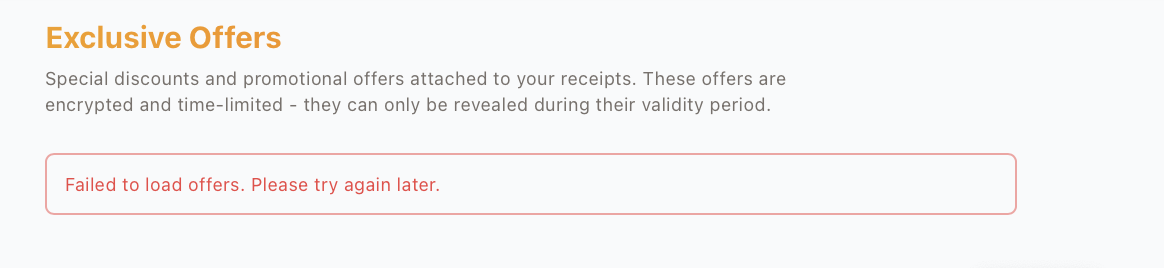 Exclusive Offers
Special discounts and promotional offers attached to your receipts. These offers are
encrypted and time-limited - they can only be revealed during their validity period.
Failed to load offers. Please try again later.